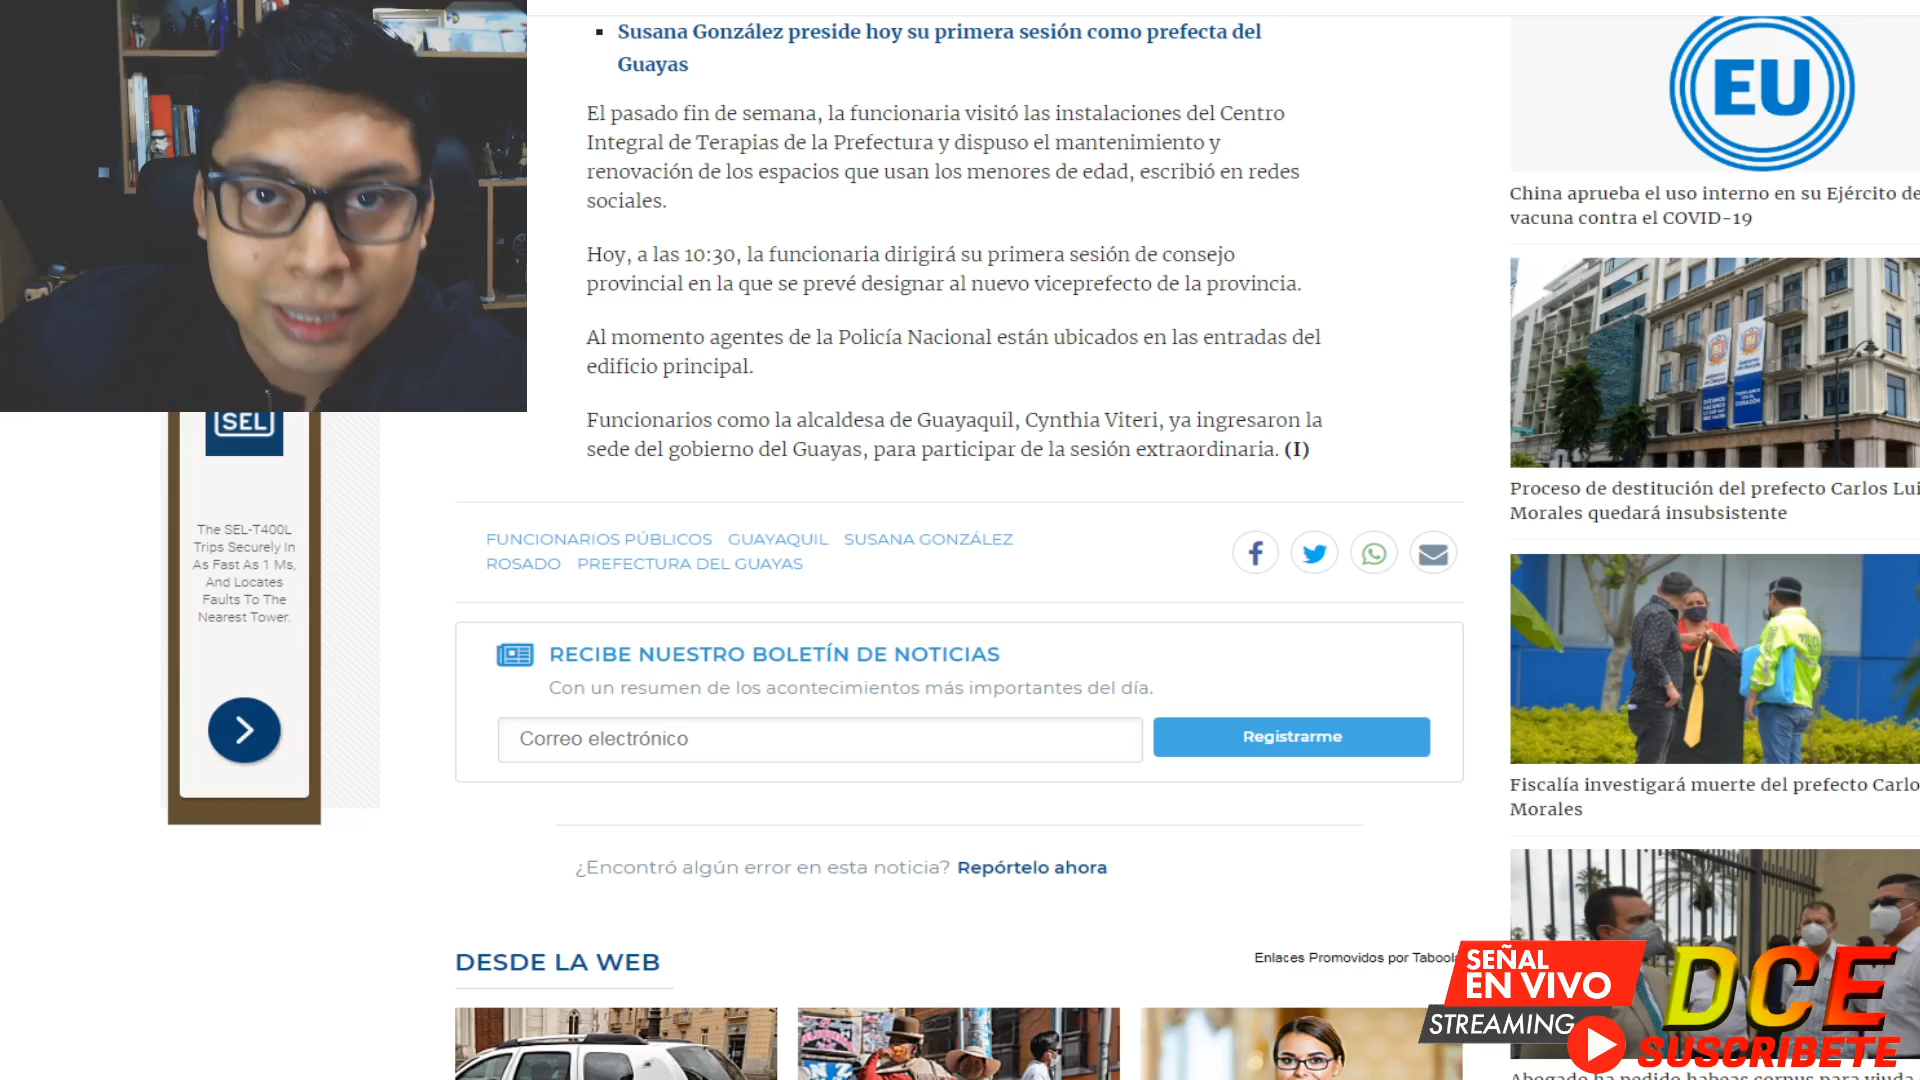 Susana González preside hoy su primera sesión como prefecta del
Guayas
El pasado fin de semana, la funcionaria visitó las instalaciones del Centro
Integral de Terapias de la Prefectura y dispuso el mantenimiento y
renovación de los espacios que usan los menores de edad, escribió en redes
sociales.
Hoy, a las 10:30, la funcionaria dirigirá su primera sesión de consejo
provincial en la que se prevé designar al nuevo viceprefecto de la provincia.
Al momento agentes de la Policía Nacional están ubicados en las entradas del
edificio principal.
Funcionarios como la alcaldesa de Guayaquil, Cynthia Viteri, ya ingresaron la
sede del gobierno del Guayas, para participar de la sesión extraordinaria. (I)
FUNCIONARIOS PÚBLICOS GUAYAQUIL SUSANA GONZÁLEZ
ROSADO PREFECTURA DEL GUAYAS
RECIBE NUESTRO BOLETÍN DE NOTICIAS
Con un resumen de los acontecimientos más importantes del día.
Correo electrónico
Registrarme
¿Encontró algún error en esta noticia? Repórtelo ahora
DESDE LA WEB
Enlaces Promovidos por Taboola
SEL
The SEL-T400L
Trips Securely In
As Fast As 1 Ms,
And Locates
Faults To The
Nearest Tower.
EU
China aprueba el uso interno en su Ejército de
vacuna contra el COVID-19
Proceso de destitución del prefecto Carlos Lui
Morales quedará insubsistente
Fiscalía investigará muerte del prefecto Carlo
Morales
SEÑAL
EN VIVO
STREAMING
DCE
SUSCRIBETE